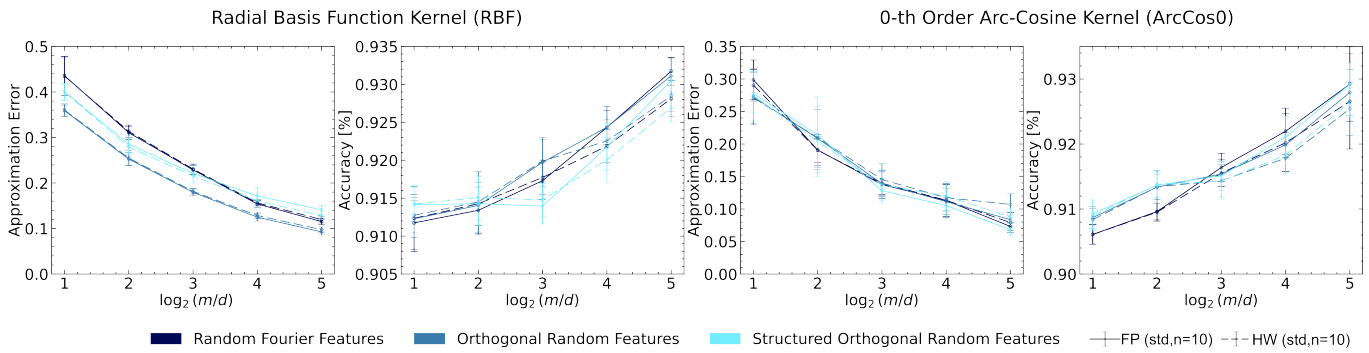 Radial Basis Function Kernel (RBF)
0-th Order Arc-Cosine Kernel (ArcCos0)
Approximation Error
0.5
0.4
0.3
0.2
0.1
0.0
1 2 3 4 5
log2 (m/d)
Accuracy [%]
0.935
0.930
0.925
0.920
0.915
0.910
0.905
1 2 3 4 5
log2 (m/d)
Approximation Error
0.35
0.30
0.25
0.20
0.15
0.10
0.05
0.00
1 2 3 4 5
log2 (m/d)
Accuracy [%]
0.93
0.92
0.91
0.90
1 2 3 4 5
log2 (m/d)
Random Fourier Features
Orthogonal Random Features
Structured Orthogonal Random Features
FP (std,n=10)
HW (std,n=10)